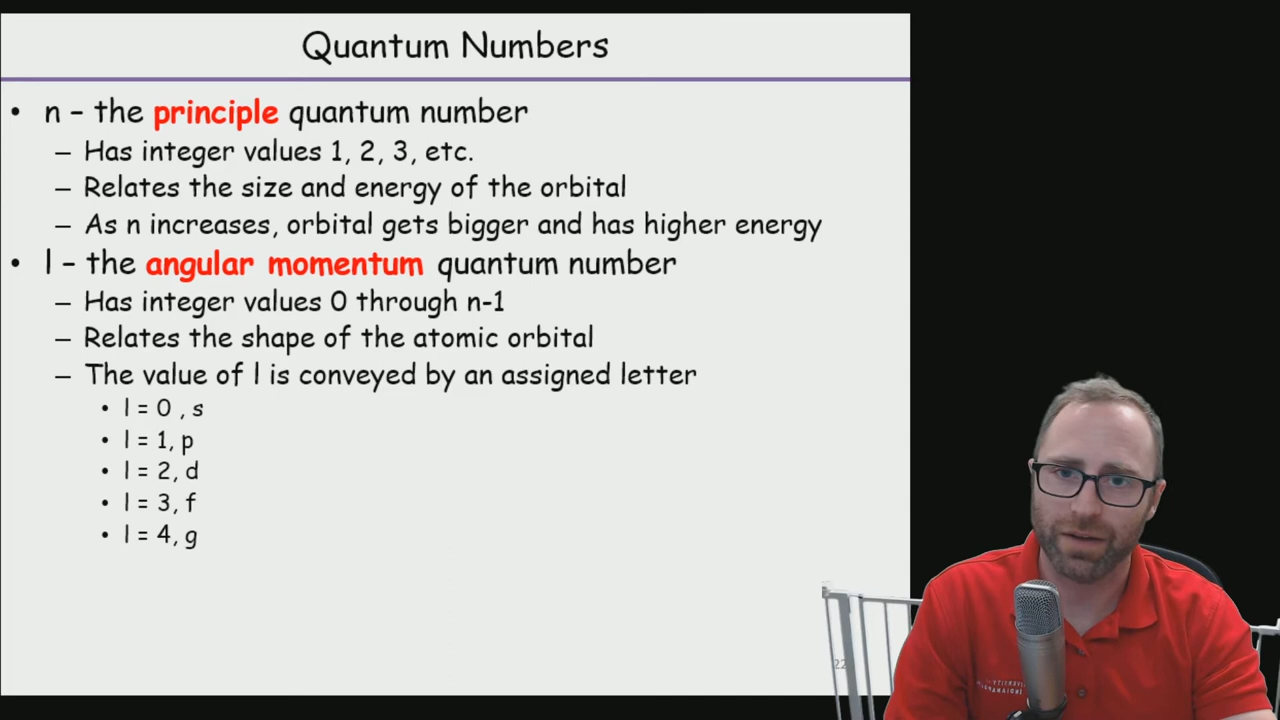 Quantum Numbers
• n – the principle quantum number
– Has integer values 1, 2, 3, etc.
– Relates the size and energy of the orbital
– As n increases, orbital gets bigger and has higher energy
• l – the angular momentum quantum number
– Has integer values 0 through n-1
– Relates the shape of the atomic orbital
– The value of l is conveyed by an assigned letter
• l = 0 , s
• l = 1, p
• l = 2, d
• l = 3, f
• l = 4, g
22